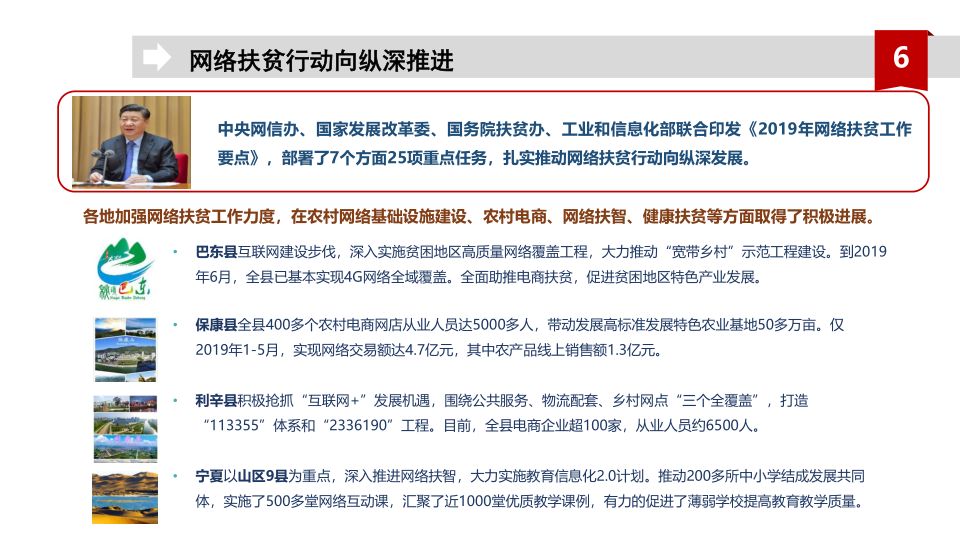 网络扶贫行动向纵深推进
6
中央网信办、国家发展改革委、国务院扶贫办、工业和信息化部联合印发《2019年网络扶贫工作
要点》，部署了7个方面25项重点任务，扎实推动网络扶贫行动向纵深发展。
各地加强网络扶贫工作力度，在农村网络基础设施建设、农村电商、网络扶智、健康扶贫等方面取得了积极进展。
• 巴东县互联网建设步伐，深入实施贫困地区高质量网络覆盖工程，大力推动“宽带乡村”示范工程建设。到2019
年6月，全县已基本实现4G网络全域覆盖。全面助推电商扶贫，促进贫困地区特色产业发展。
• 保康县全县400多个农村电商网店从业人员达5000多人，带动发展高标准发展特色农业基地50多万亩。仅
2019年1-5月，实现网络交易额达4.7亿元，其中农产品线上销售额1.3亿元。
• 利辛县积极抢抓“互联网+”发展机遇，围绕公共服务、物流配套、乡村网点“三个全覆盖”，打造
“113355”体系和“2336190”工程。目前，全县电商企业超100家，从业人员约6500人。
• 宁夏以山区9县为重点，深入推进网络扶智，大力实施教育信息化2.0计划。推动200多所中小学结成发展共同
体，实施了500多堂网络互动课，汇聚了近1000堂优质教学课例，有力的促进了薄弱学校提高教育教学质量。